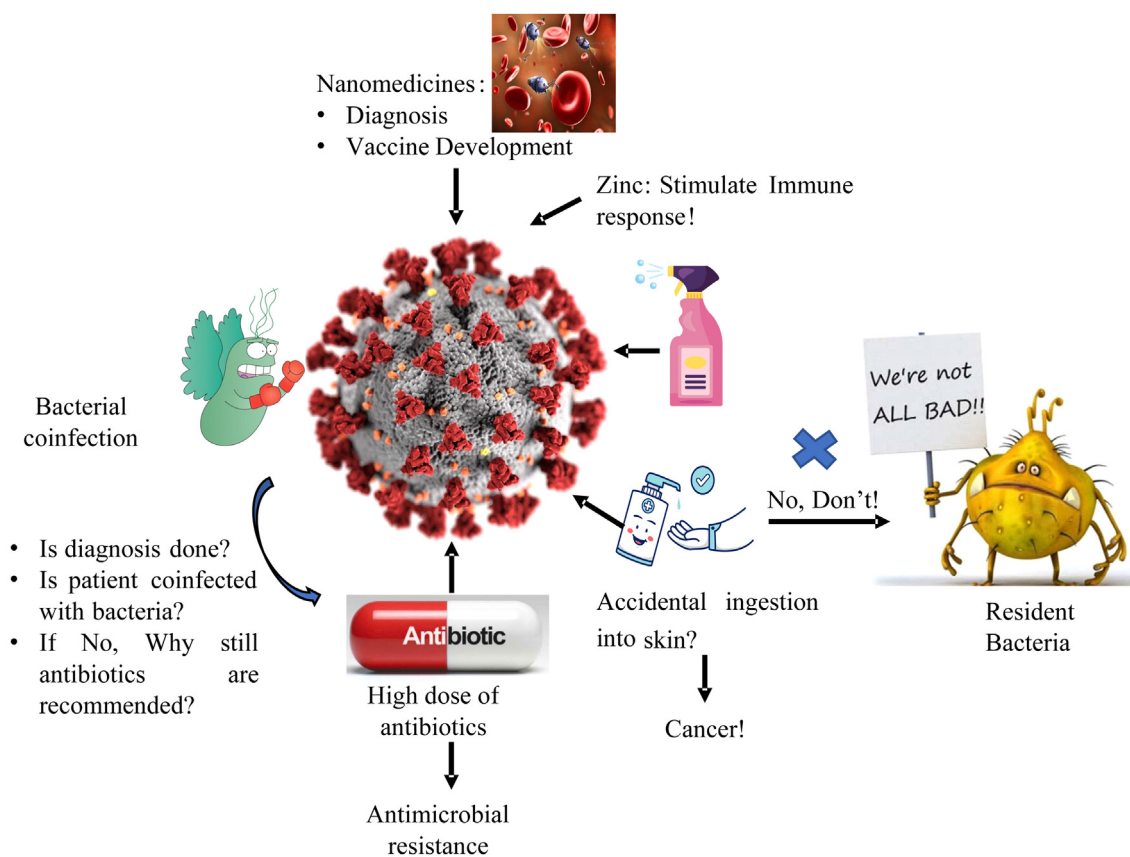 Nanomedicines:
• Diagnosis
• Vaccine Development
Zinc: Stimulate Immune
response!
Bacterial
coinfection
We're not
ALL BAD!!
No, Don't!
• Is diagnosis done?
• Is patient coinfected
with bacteria?
• If No, Why still
antibiotics are
recommended?
Antibiotic
High dose of
antibiotics
Antimicrobial
resistance
Accidental ingestion
into skin?
Cancer!
Resident
Bacteria